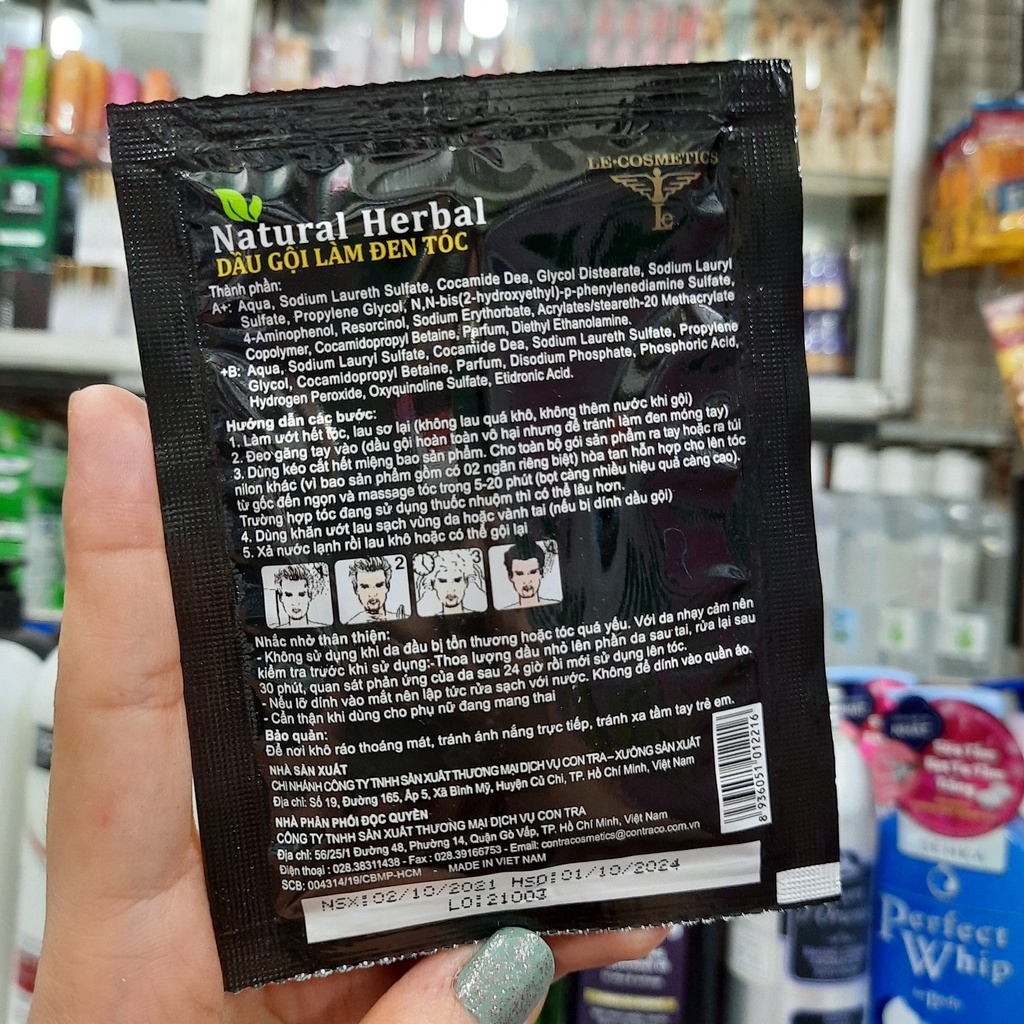 LE·COSMETICS
le
Natural Herbal
DẦU GỘI LÀM ĐEN TÓC
Thành phần:
A+: Aqua, Sodium Laureth Sulfate, Cocamide Dea, Glycol Distearate, Sodium Lauryl
Sulfate, Propylene Glycol, N,N-bis(2-hydroxyethyl)-p-phenylenediamine Sulfate,
4-Aminophenol, Resorcinol, Sodium Erythorbate, Acrylates/steareth-20 Methacrylate
Copolymer, Cocamidopropyl Betaine, Parfum, Diethyl Ethanolamine.
+B: Aqua, Sodium Lauryl Sulfate, Cocamide Dea, Sodium Laureth Sulfate, Propylene
Glycol, Cocamidopropyl Betaine, Parfum, Disodium Phosphate, Phosphoric Acid,
Hydrogen Peroxide, Oxyquinoline Sulfate, Etidronic Acid.
Hướng dẫn các bước:
1. Làm ướt hết tóc, lau sơ lại (không lau quá khô, không thêm nước khi gội)
2. Đeo găng tay vào (dầu gội hoàn toàn vô hại nhưng để tránh làm đen móng tay)
3. Dùng kéo cắt hết miệng bao sản phẩm. Cho toàn bộ gói sản phẩm ra tay hoặc ra túi
nilon khác (vì bao sản phẩm gồm có 02 ngăn riêng biệt) hòa tan hỗn hợp cho lên tóc
từ gốc đến ngọn và massage tóc trong 5-20 phút (bọt càng nhiều hiệu quả càng cao).
Trường hợp tóc đang sử dụng thuốc nhuộm thì có thể lâu hơn.
4. Dùng khăn ướt lau sạch vùng da hoặc vành tai (nếu bị dính dầu gội)
5. Xả nước lạnh rồi lau khô hoặc có thể gội lại
1 2 3 4
Nhắc nhở thân thiện:
- Không sử dụng khi da đầu bị tổn thương hoặc tóc quá yếu. Với da nhạy cảm nên
kiểm tra trước khi sử dụng:-Thoa lượng dầu nhỏ lên phần da sau tai, rửa lại sau
30 phút, quan sát phản ứng của da sau 24 giờ rồi mới sử dụng lên tóc.
- Nếu lỡ dính vào mắt nên lập tức rửa sạch với nước. Không để dính vào quần áo.
- Cẩn thận khi dùng cho phụ nữ đang mang thai
Bảo quản:
Để nơi khô ráo thoáng mát, tránh ánh nắng trực tiếp, tránh xa tầm tay trẻ em.
NHÀ SẢN XUẤT
CHI NHÁNH CÔNG TY TNHH SẢN XUẤT THƯƠNG MẠI DỊCH VỤ CON TRA – XƯỞNG SẢN XUẤT
Địa chỉ: Số 19, Đường 165, Ấp 5, Xã Bình Mỹ, Huyện Củ Chi, TP. Hồ Chí Minh, Việt Nam
NHÀ PHÂN PHỐI ĐỘC QUYỀN
CÔNG TY TNHH SẢN XUẤT THƯƠNG MẠI DỊCH VỤ CON TRA
Địa chỉ: 56/25/1 Đường 48, Phường 14, Quận Gò Vấp, TP. Hồ Chí Minh, Việt Nam
Điện thoại : 028.38311438 - Fax : 028.39166753 - Email: contracosmetics@contraco.com.vn
SCB: 004314/19/CBMP-HCM - MADE IN VIET NAM
8 936051 012216
NSX:02/10/2021 HSD:01/10/2024
LO:21003
SENKA
Perfect
Whip